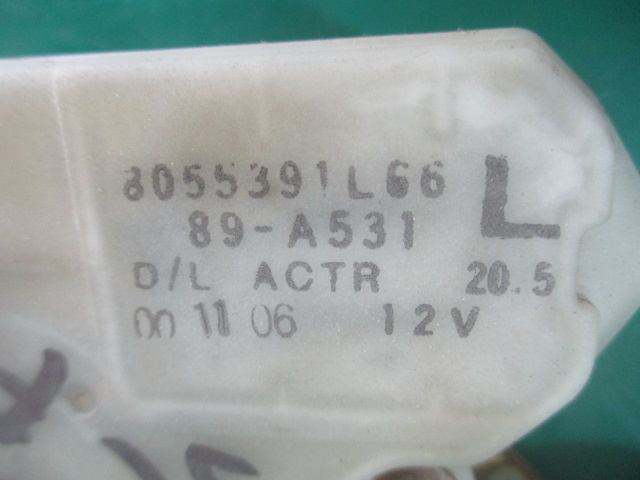 8055391L66 L
89-A531
D/L ACTR 20.5
00 11 06 12V